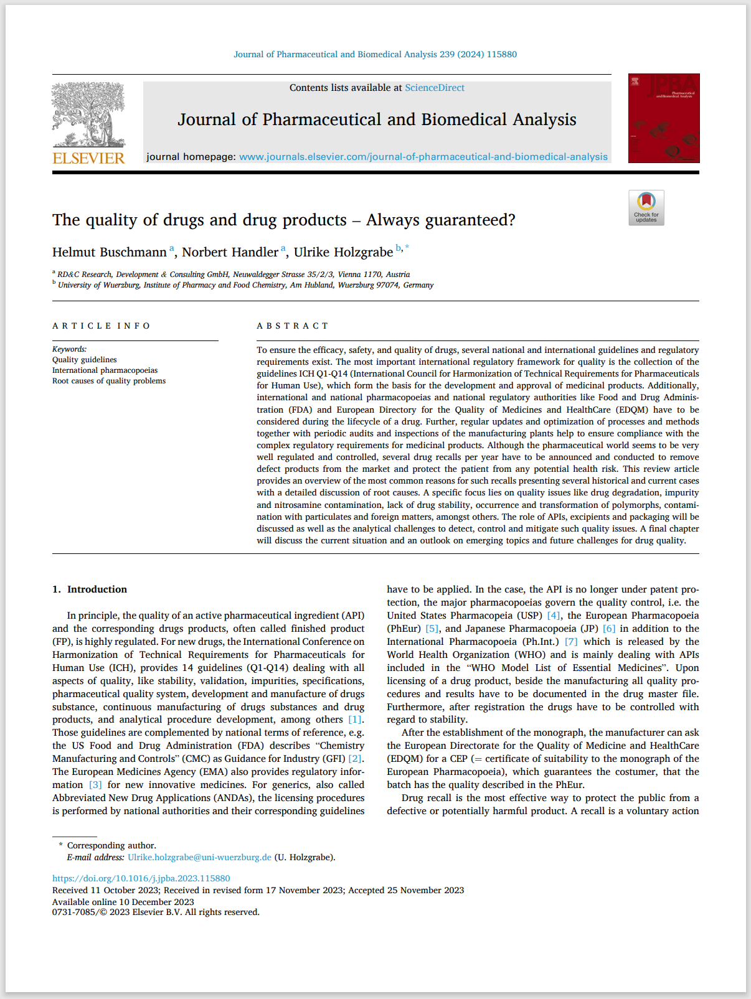 Journal of Pharmaceutical and Biomedical Analysis 239 (2024) 115880
Contents lists available at ScienceDirect
Journal of Pharmaceutical and Biomedical Analysis
journal homepage: www.journals.elsevier.com/journal-of-pharmaceutical-and-biomedical-analysis
ELSEVIER
JPBA
Pharmaceutical
and Biomedical Analysis
Check for
updates
The quality of drugs and drug products – Always guaranteed?
Helmut Buschmann a, Norbert Handler a, Ulrike Holzgrabe b, *
a RD&C Research, Development & Consulting GmbH, Neuwaldegger Strasse 35/2/3, Vienna 1170, Austria
b University of Wuerzburg, Institute of Pharmacy and Food Chemistry, Am Hubland, Wuerzburg 97074, Germany
ARTICLE INFO
Keywords:
Quality guidelines
International pharmacopoeias
Root causes of quality problems
ABSTRACT
To ensure the efficacy, safety, and quality of drugs, several national and international guidelines and regulatory
requirements exist. The most important international regulatory framework for quality is the collection of the
guidelines ICH Q1-Q14 (International Council for Harmonization of Technical Requirements for Pharmaceuticals
for Human Use), which form the basis for the development and approval of medicinal products. Additionally,
international and national pharmacopoeias and national regulatory authorities like Food and Drug Adminis-
tration (FDA) and European Directory for the Quality of Medicines and HealthCare (EDQM) have to be
considered during the lifecycle of a drug. Further, regular updates and optimization of processes and methods
together with periodic audits and inspections of the manufacturing plants help to ensure compliance with the
complex regulatory requirements for medicinal products. Although the pharmaceutical world seems to be very
well regulated and controlled, several drug recalls per year have to be announced and conducted to remove
defect products from the market and protect the patient from any potential health risk. This review article
provides an overview of the most common reasons for such recalls presenting several historical and current cases
with a detailed discussion of root causes. A specific focus lies on quality issues like drug degradation, impurity
and nitrosamine contamination, lack of drug stability, occurrence and transformation of polymorphs, contami-
nation with particulates and foreign matters, amongst others. The role of APIs, excipients and packaging will be
discussed as well as the analytical challenges to detect, control and mitigate such quality issues. A final chapter
will discuss the current situation and an outlook on emerging topics and future challenges for drug quality.
1. Introduction
In principle, the quality of an active pharmaceutical ingredient (API)
and the corresponding drugs products, often called finished product
(FP), is highly regulated. For new drugs, the International Conference on
Harmonization of Technical Requirements for Pharmaceuticals for
Human Use (ICH), provides 14 guidelines (Q1-Q14) dealing with all
aspects of quality, like stability, validation, impurities, specifications,
pharmaceutical quality system, development and manufacture of drugs
substance, continuous manufacturing of drugs substances and drug
products, and analytical procedure development, among others [1].
Those guidelines are complemented by national terms of reference, e.g.
the US Food and Drug Administration (FDA) describes “Chemistry
Manufacturing and Controls” (CMC) as Guidance for Industry (GFI) [2].
The European Medicines Agency (EMA) also provides regulatory infor-
mation [3] for new innovative medicines. For generics, also called
Abbreviated New Drug Applications (ANDAs), the licensing procedures
is performed by national authorities and their corresponding guidelines
have to be applied. In the case, the API is no longer under patent pro-
tection, the major pharmacopoeias govern the quality control, i.e. the
United States Pharmacopeia (USP) [4], the European Pharmacopoeia
(PhEur) [5], and Japanese Pharmacopoeia (JP) [6] in addition to the
International Pharmacopoeia (Ph.Int.) [7] which is released by the
World Health Organization (WHO) and is mainly dealing with APIs
included in the “WHO Model List of Essential Medicines”. Upon
licensing of a drug product, beside the manufacturing all quality pro-
cedures and results have to be documented in the drug master file.
Furthermore, after registration the drugs have to be controlled with
regard to stability.
After the establishment of the monograph, the manufacturer can ask
the European Directorate for the Quality of Medicine and HealthCare
(EDQM) for a CEP (= certificate of suitability to the monograph of the
European Pharmacopoeia), which guarantees the costumer, that the
batch has the quality described in the PhEur.
Drug recall is the most effective way to protect the public from a
defective or potentially harmful product. A recall is a voluntary action
* Corresponding author.
E-mail address: Ulrike.holzgrabe@uni-wuerzburg.de (U. Holzgrabe).
https://doi.org/10.1016/j.jpba.2023.115880
Received 11 October 2023; Received in revised form 17 November 2023; Accepted 25 November 2023
Available online 10 December 2023
0731-7085/© 2023 Elsevier B.V. All rights reserved.